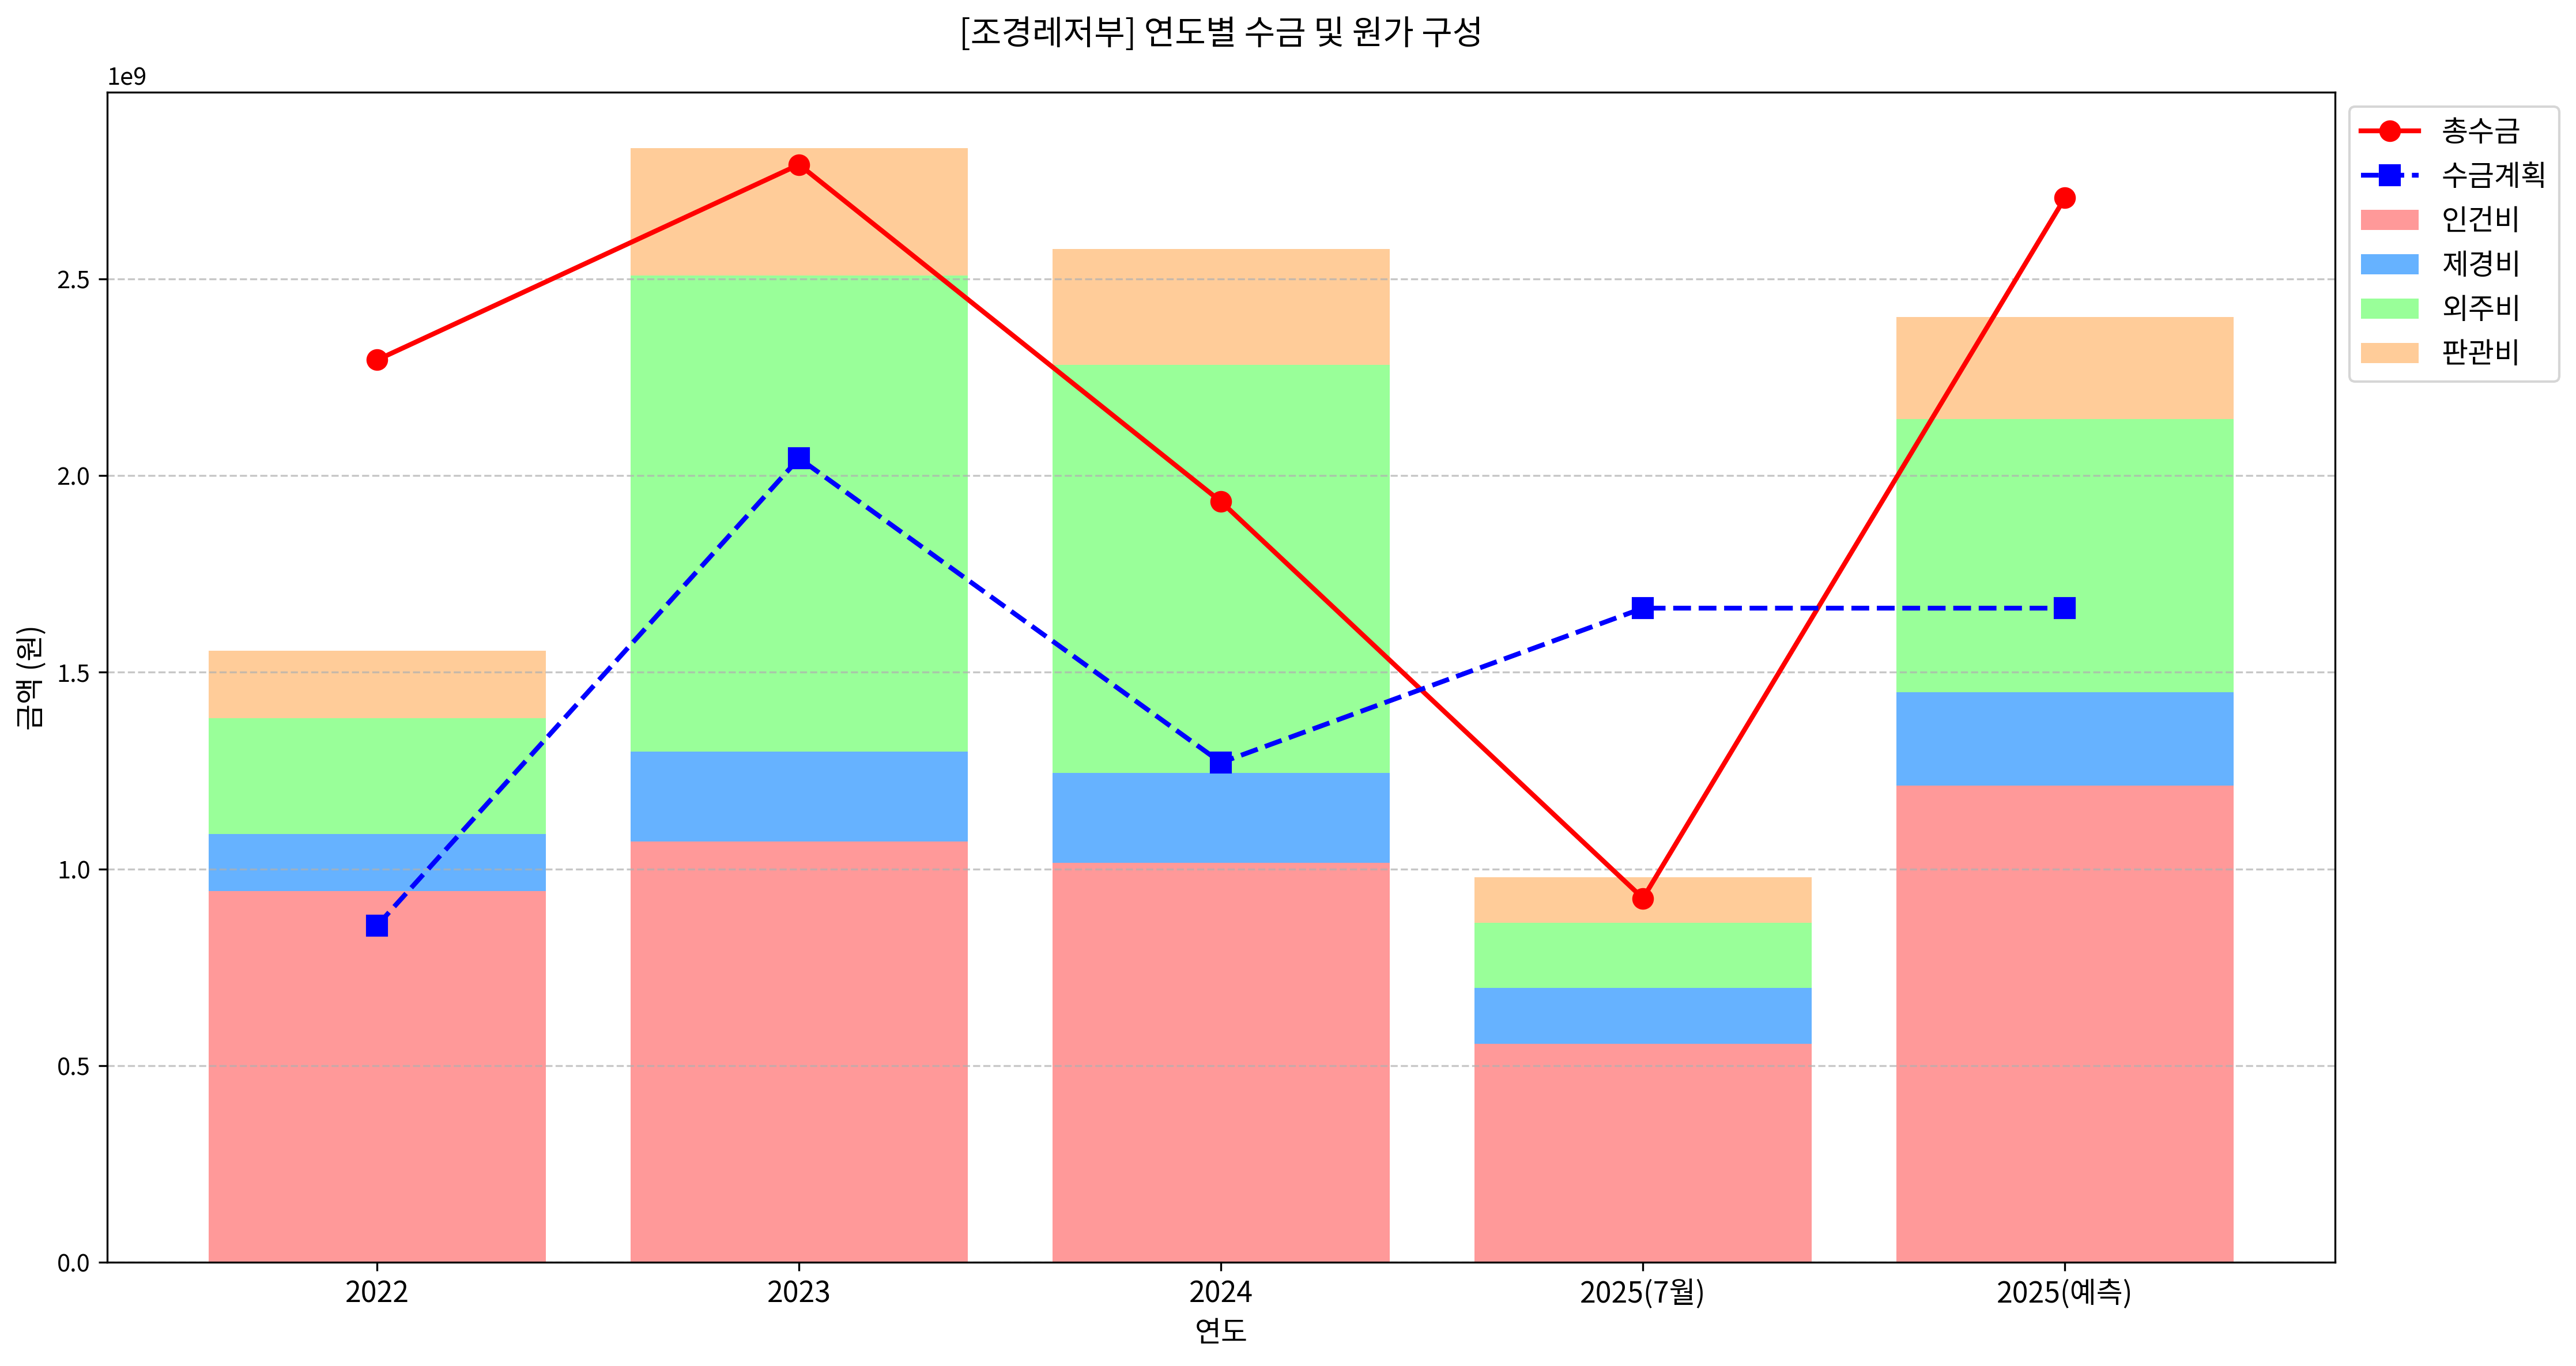 [조경레저부] 연도별 수금 및 원가 구성
1e9
총수금
수금계획
인건비
제경비
외주비
판관비
금액 (원)
2.5
2.0
1.5
1.0
0.5
0.0
2022
2023
2024
2025(7월)
2025(예측)
연도